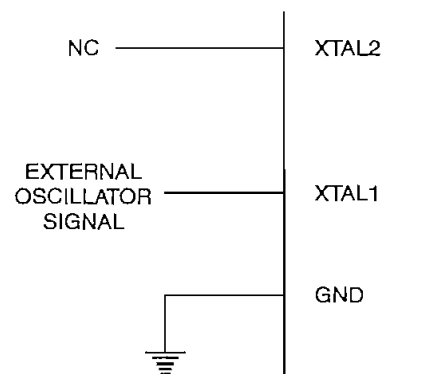 NC
XTAL2
EXTERNAL
OSCILLATOR
SIGNAL
XTAL1
GND